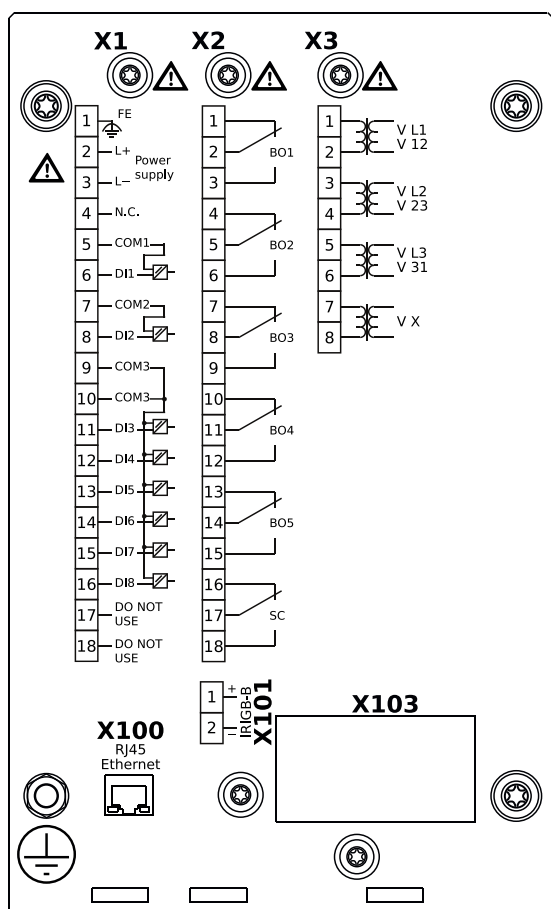 X1 X2 X3
1 FE
2 L+ Power supply
3 L−
4 N.C.
5 COM1
6 DI1
7 COM2
8 DI2
9 COM3
10 COM3
11 DI3
12 DI4
13 DI5
14 DI6
15 DI7
16 DI8
17 DO NOT USE
18 DO NOT USE
1
2 BO1
3
4
5 BO2
6
7
8 BO3
9
10
11 BO4
12
13
14 BO5
15
16
17 SC
18
1 V L1
2 V 12
3 V L2
4 V 23
5 V L3
6 V 31
7 V X
8
1 +
2 −
IRIGB-B
X101
X100
RJ45
Ethernet
X103